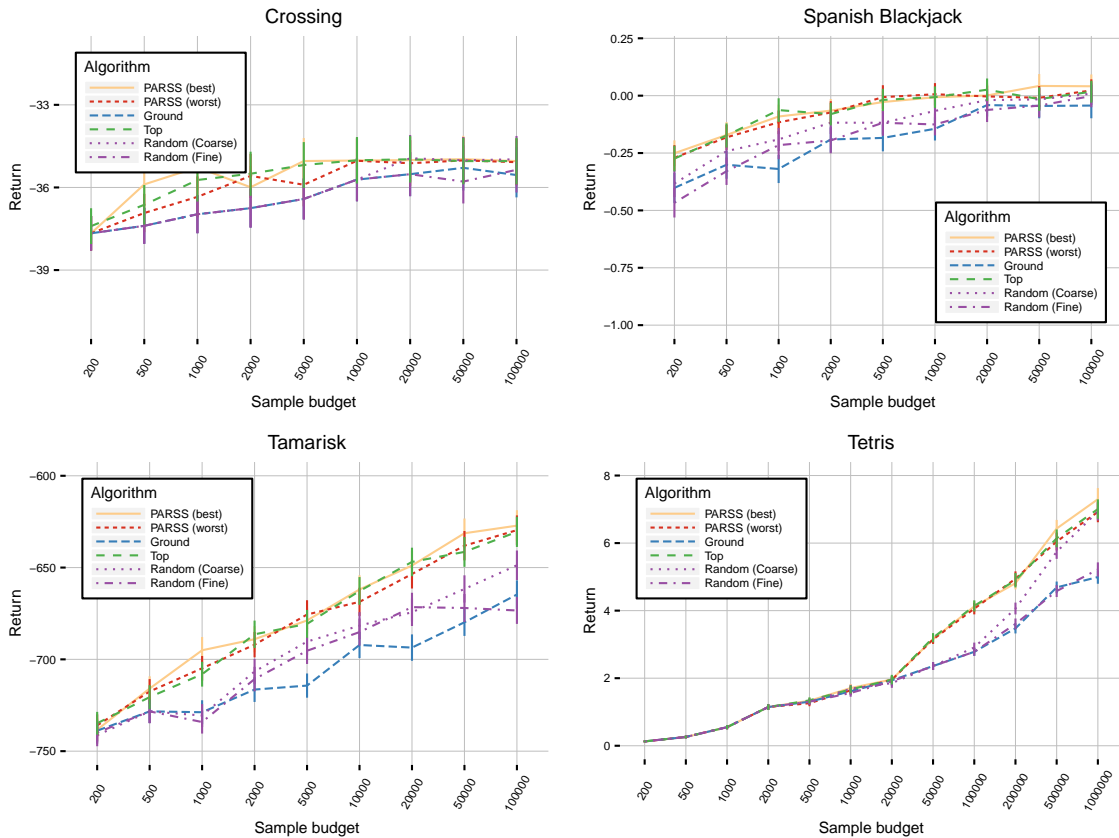 Crossing
−33
−36
−39
Return
Algorithm
PARSS (best)
PARSS (worst)
Ground
Top
Random (Coarse)
Random (Fine)
200
500
1000
2000
5000
10000
20000
50000
100000
Sample budget
Spanish Blackjack
0.25
0.00
−0.25
−0.50
−0.75
−1.00
Return
Algorithm
PARSS (best)
PARSS (worst)
Ground
Top
Random (Coarse)
Random (Fine)
200
500
1000
2000
5000
10000
20000
50000
100000
Sample budget
Tamarisk
−600
−650
−700
−750
Return
Algorithm
PARSS (best)
PARSS (worst)
Ground
Top
Random (Coarse)
Random (Fine)
200
500
1000
2000
5000
10000
20000
50000
100000
Sample budget
Tetris
8
6
4
2
0
Return
Algorithm
PARSS (best)
PARSS (worst)
Ground
Top
Random (Coarse)
Random (Fine)
200
500
1000
2000
5000
10000
20000
50000
100000
200000
500000
1000000
Sample budget